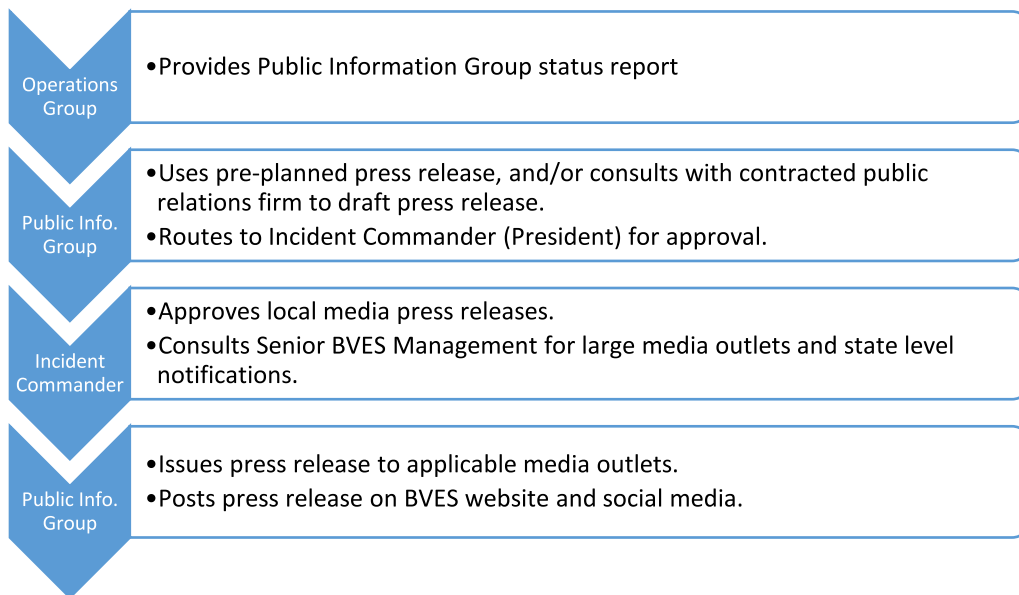 Operations
Group
•Provides Public Information Group status report
Public Info.
Group
•Uses pre-planned press release, and/or consults with contracted public
relations firm to draft press release.
•Routes to Incident Commander (President) for approval.
Incident
Commander
•Approves local media press releases.
•Consults Senior BVES Management for large media outlets and state level
notifications.
Public Info.
Group
•Issues press release to applicable media outlets.
•Posts press release on BVES website and social media.